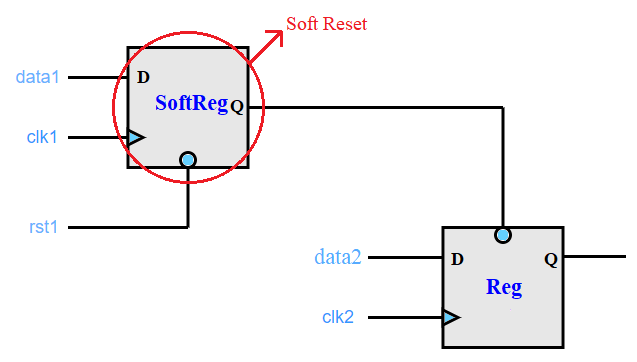 Soft Reset
data1
D
SoftReg
Q
clk1
rst1
data2
D
Q
Reg
clk2